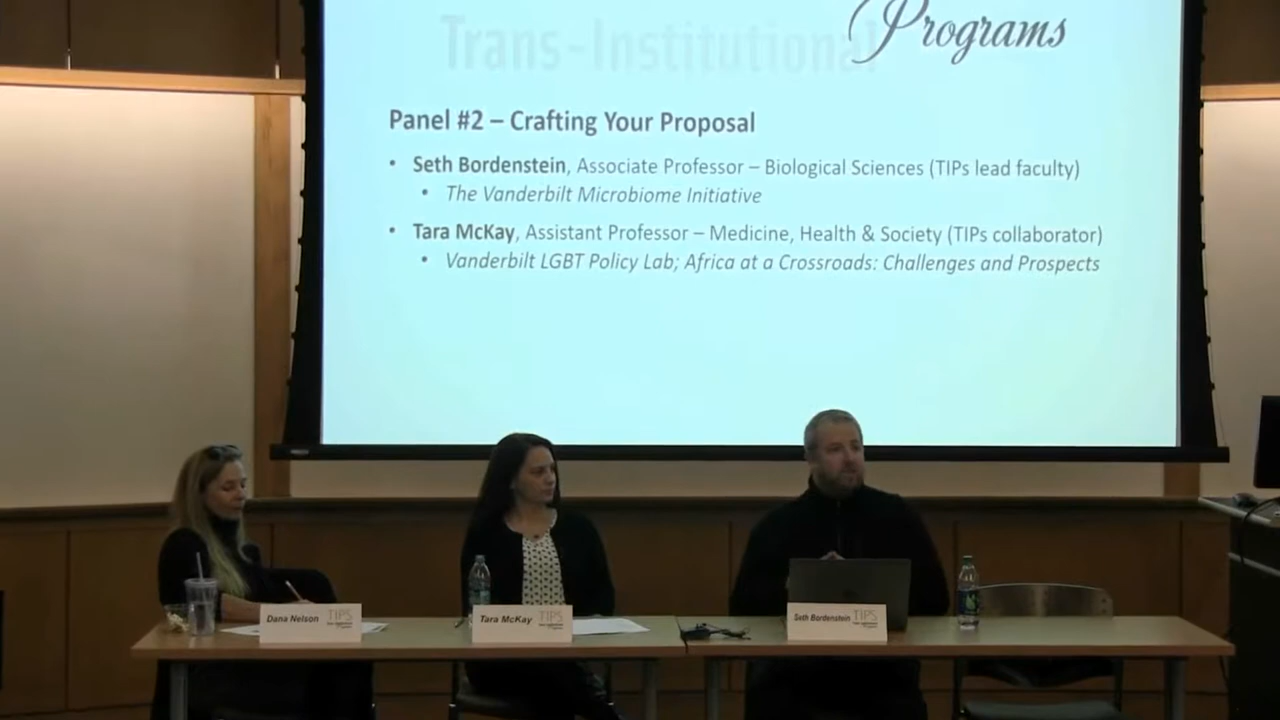 Trans-Institutional Programs
Panel #2 – Crafting Your Proposal
• Seth Bordenstein, Associate Professor – Biological Sciences (TIPs lead faculty)
• The Vanderbilt Microbiome Initiative
• Tara McKay, Assistant Professor – Medicine, Health & Society (TIPs collaborator)
• Vanderbilt LGBT Policy Lab; Africa at a Crossroads: Challenges and Prospects
Dana Nelson TIPS
Tara McKay TIPS
Seth Bordenstein TIPS